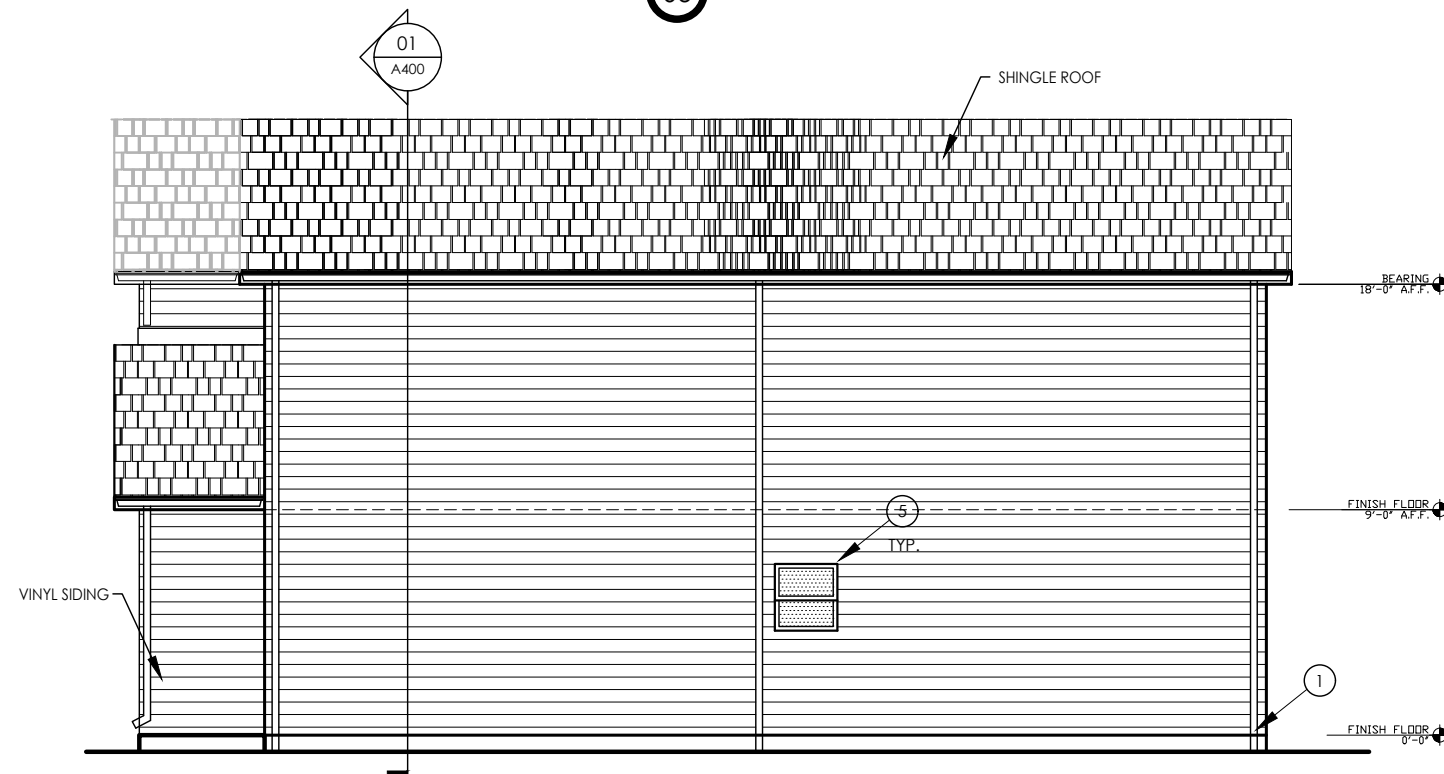 01
A400
SHINGLE ROOF
BEARING
18'-0" A.F.F.
FINISH FLOOR
9'-0" A.F.F.
5
TYP.
VINYL SIDING
1
FINISH FLOOR
0'-0"